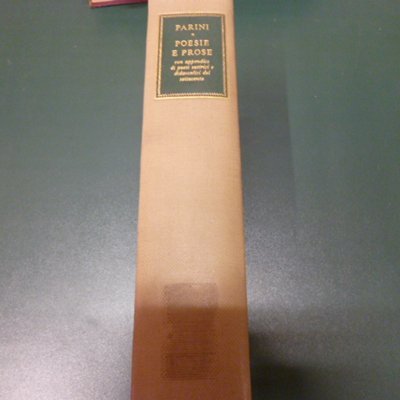 PARINI
POESIE
E PROSE
con appendice
di poeti satirici e
didascalici del
settecento